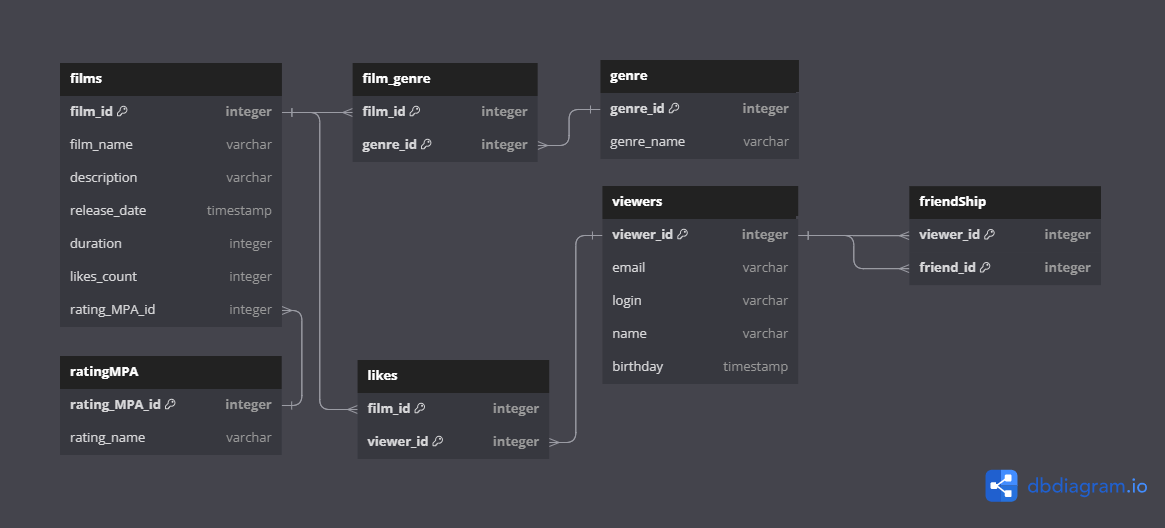 films
film_id integer
film_name varchar
description varchar
release_date timestamp
duration integer
likes_count integer
rating_MPA_id integer
ratingMPA
rating_MPA_id integer
rating_name varchar
film_genre
film_id integer
genre_id integer
likes
film_id integer
viewer_id integer
genre
genre_id integer
genre_name varchar
viewers
viewer_id integer
email varchar
login varchar
name varchar
birthday timestamp
friendShip
viewer_id integer
friend_id integer
dbdiagram.io